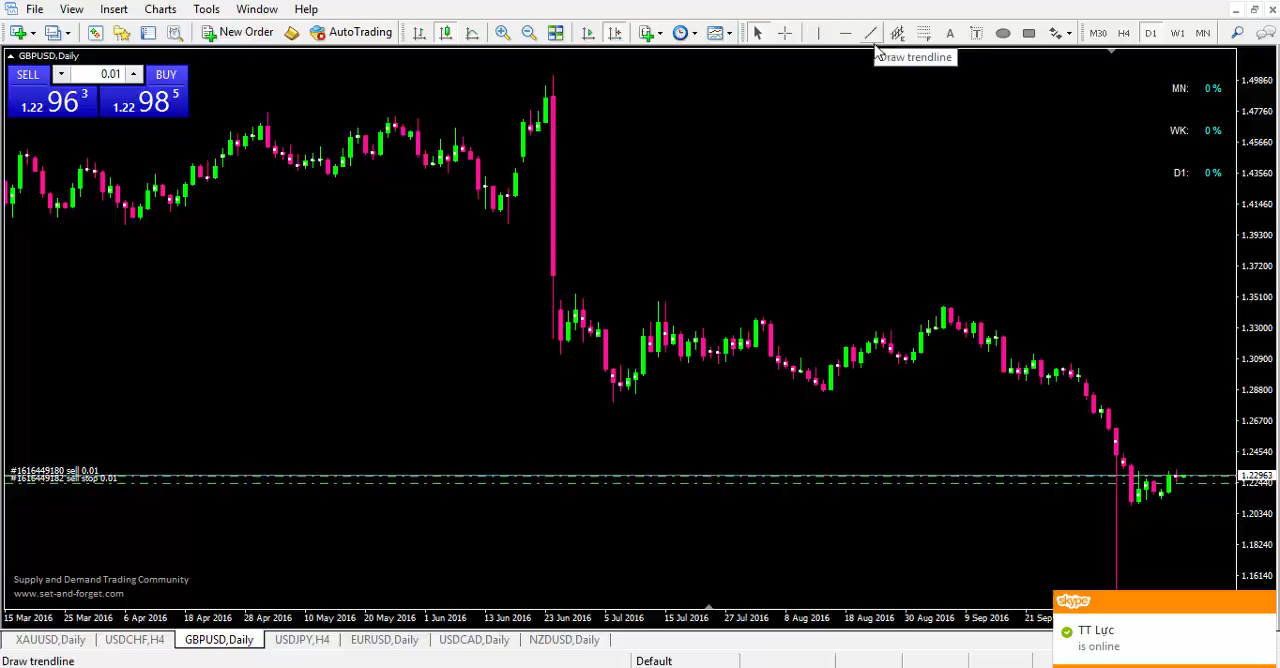 File View Insert Charts Tools Window Help
New Order AutoTrading M30 H4 D1 W1 MN
GBPUSD,Daily
Draw trendline
SELL 0.01 BUY
1.22 96 3 1.22 98 5
MN: 0 %
WK: 0 %
D1: 0 %
1.49860
1.47760
1.45660
1.43560
1.41460
1.39300
1.37200
1.35100
1.33000
1.30900
1.28800
1.26700
1.24540
1.22963
1.22440
1.20340
1.18240
1.16140
#1616449180 sell 0.01
#1616449182 sell stop 0.01
Supply and Demand Trading Community
www.set-and-forget.com
15 Mar 2016 25 Mar 2016 6 Apr 2016 18 Apr 2016 28 Apr 2016 10 May 2016 20 May 2016 1 Jun 2016 13 Jun 2016 23 Jun 2016 5 Jul 2016 15 Jul 2016 27 Jul 2016 8 Aug 2016 18 Aug 2016 30 Aug 2016 9 Sep 2016 21 Sep
skype
TT Lực
is online
XAUUSD,Daily USDCHF,H4 GBPUSD,Daily USDJPY,H4 EURUSD,Daily USDCAD,Daily NZDUSD,Daily
Draw trendline Default